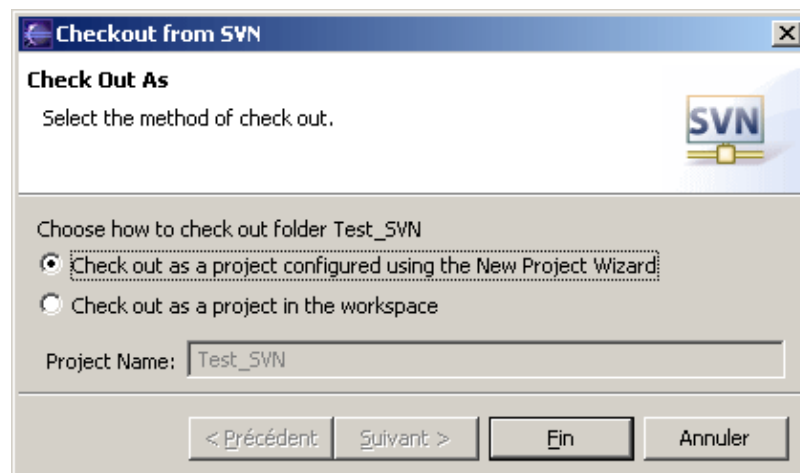 Checkout from SVN
Check Out As
Select the method of check out.
SVN
Choose how to check out folder Test_SVN
Check out as a project configured using the New Project Wizard
Check out as a project in the workspace
Project Name: Test_SVN
< Précédent Suivant > Fin Annuler